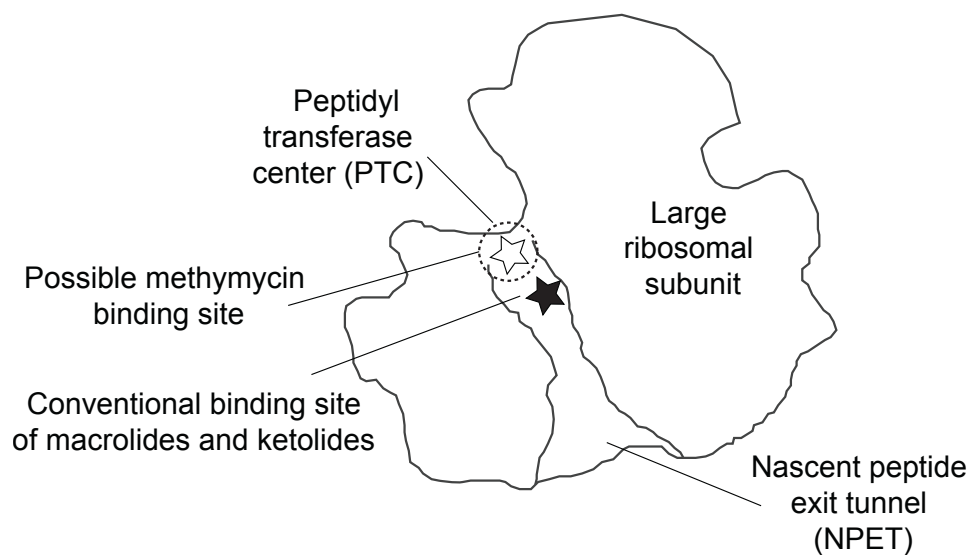 Peptidyl
transferase
center (PTC)
Large
ribosomal
subunit
Possible methymycin
binding site
Conventional binding site
of macrolides and ketolides
Nascent peptide
exit tunnel
(NPET)